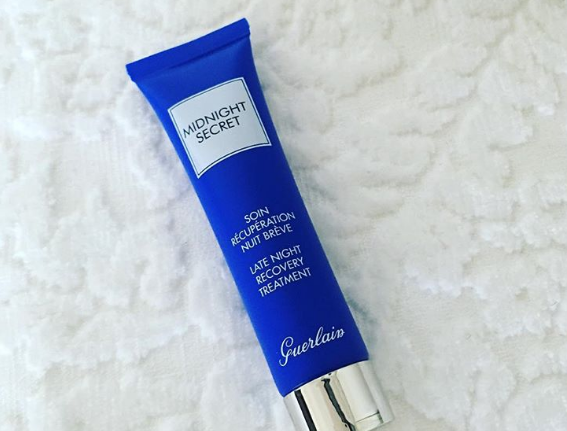 MIDNIGHT
SECRET
SOIN
RÉCUPÉRATION
NUIT BRÈVE
LATE NIGHT
RECOVERY
TREATMENT
Guerlain